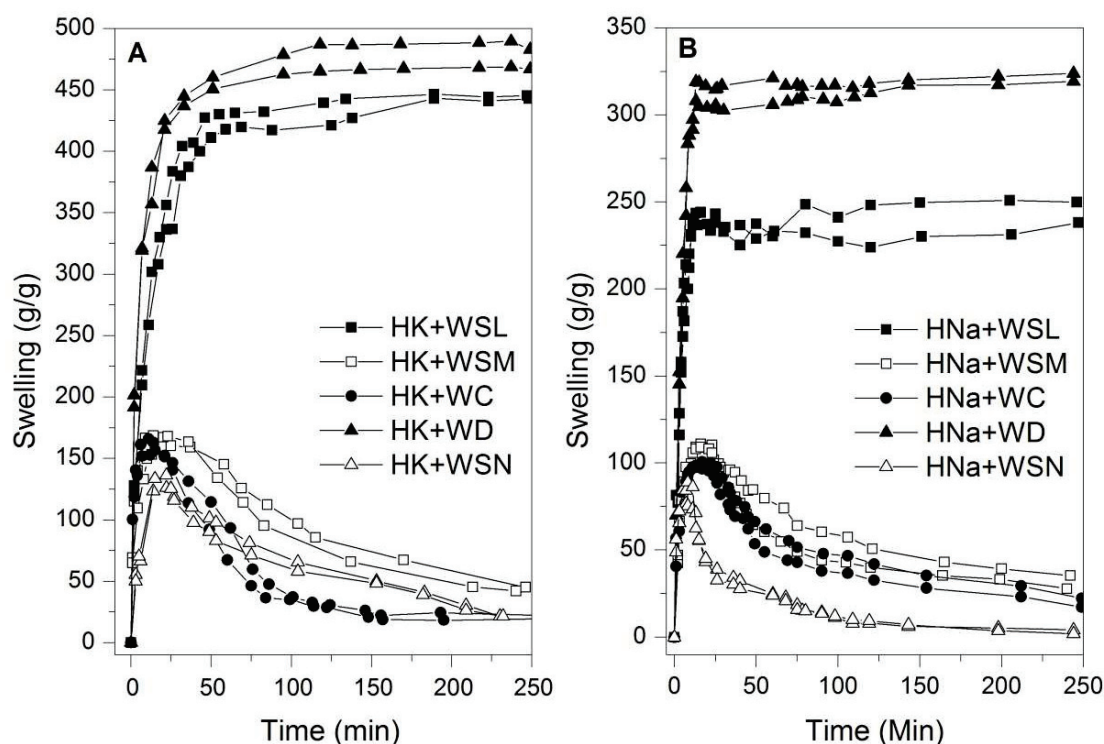 A
500
450
400
350
300
250
200
150
100
50
0
Swelling (g/g)
HK+WSL
HK+WSM
HK+WC
HK+WD
HK+WSN
0 50 100 150 200 250
Time (min)
B
350
300
250
200
150
100
50
0
Swelling (g/g)
HNa+WSL
HNa+WSM
HNa+WC
HNa+WD
HNa+WSN
0 50 100 150 200 250
Time (Min)